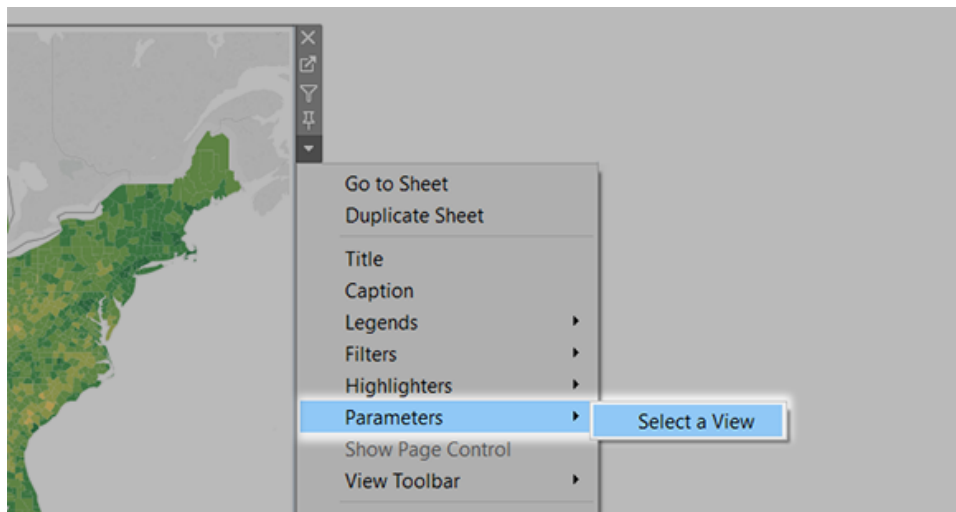 Go to Sheet
Duplicate Sheet
Title
Caption
Legends
Filters
Highlighters
Parameters
Select a View
Show Page Control
View Toolbar